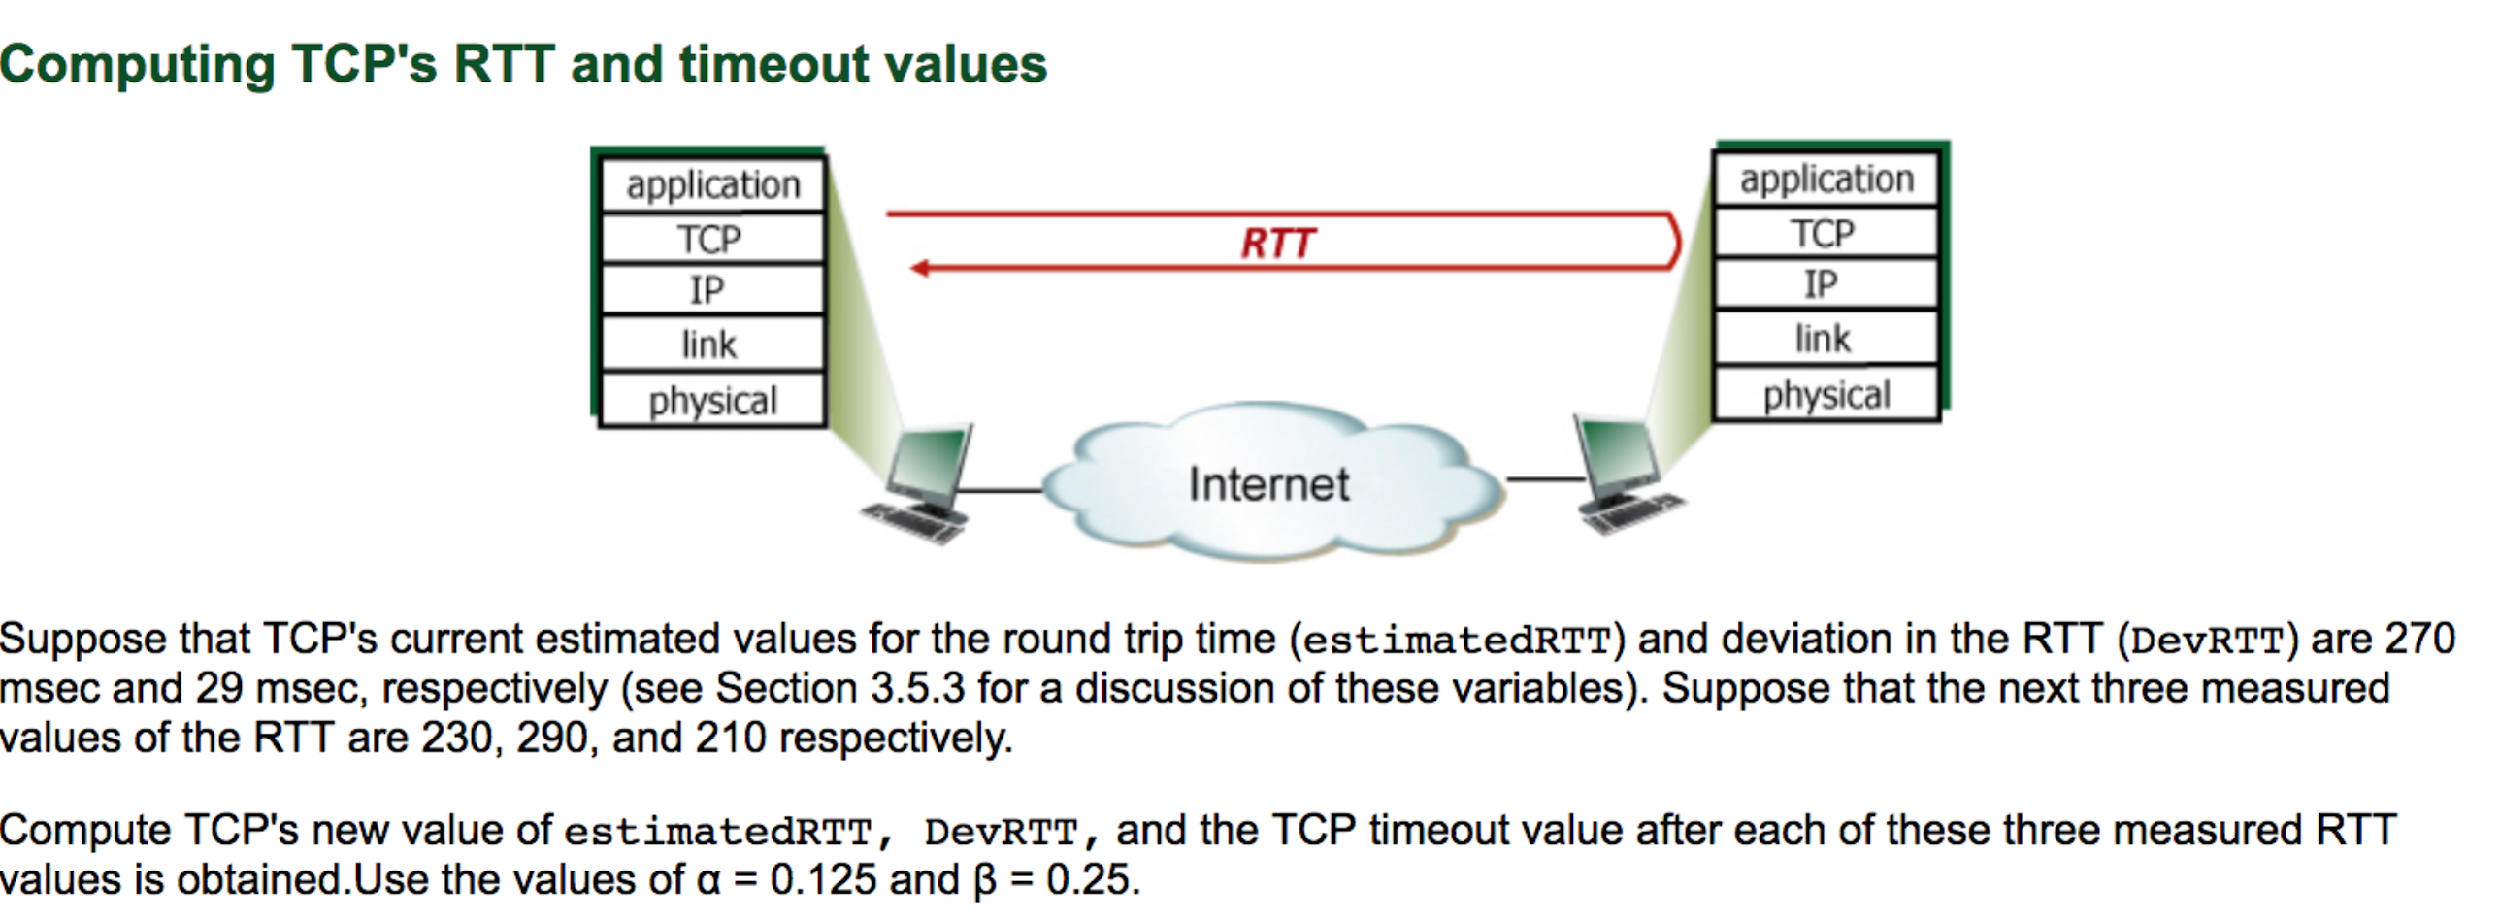 Computing TCP's RTT and timeout values
application
TCP
IP
link
physical
RTT
application
TCP
IP
link
physical
Internet
Suppose that TCP's current estimated values for the round trip time (estimatedRTT) and deviation in the RTT (DevRTT) are 270
msec and 29 msec, respectively (see Section 3.5.3 for a discussion of these variables). Suppose that the next three measured
values of the RTT are 230, 290, and 210 respectively.
Compute TCP's new value of estimatedRTT, DevRTT, and the TCP timeout value after each of these three measured RTT
values is obtained.Use the values of α = 0.125 and β = 0.25.